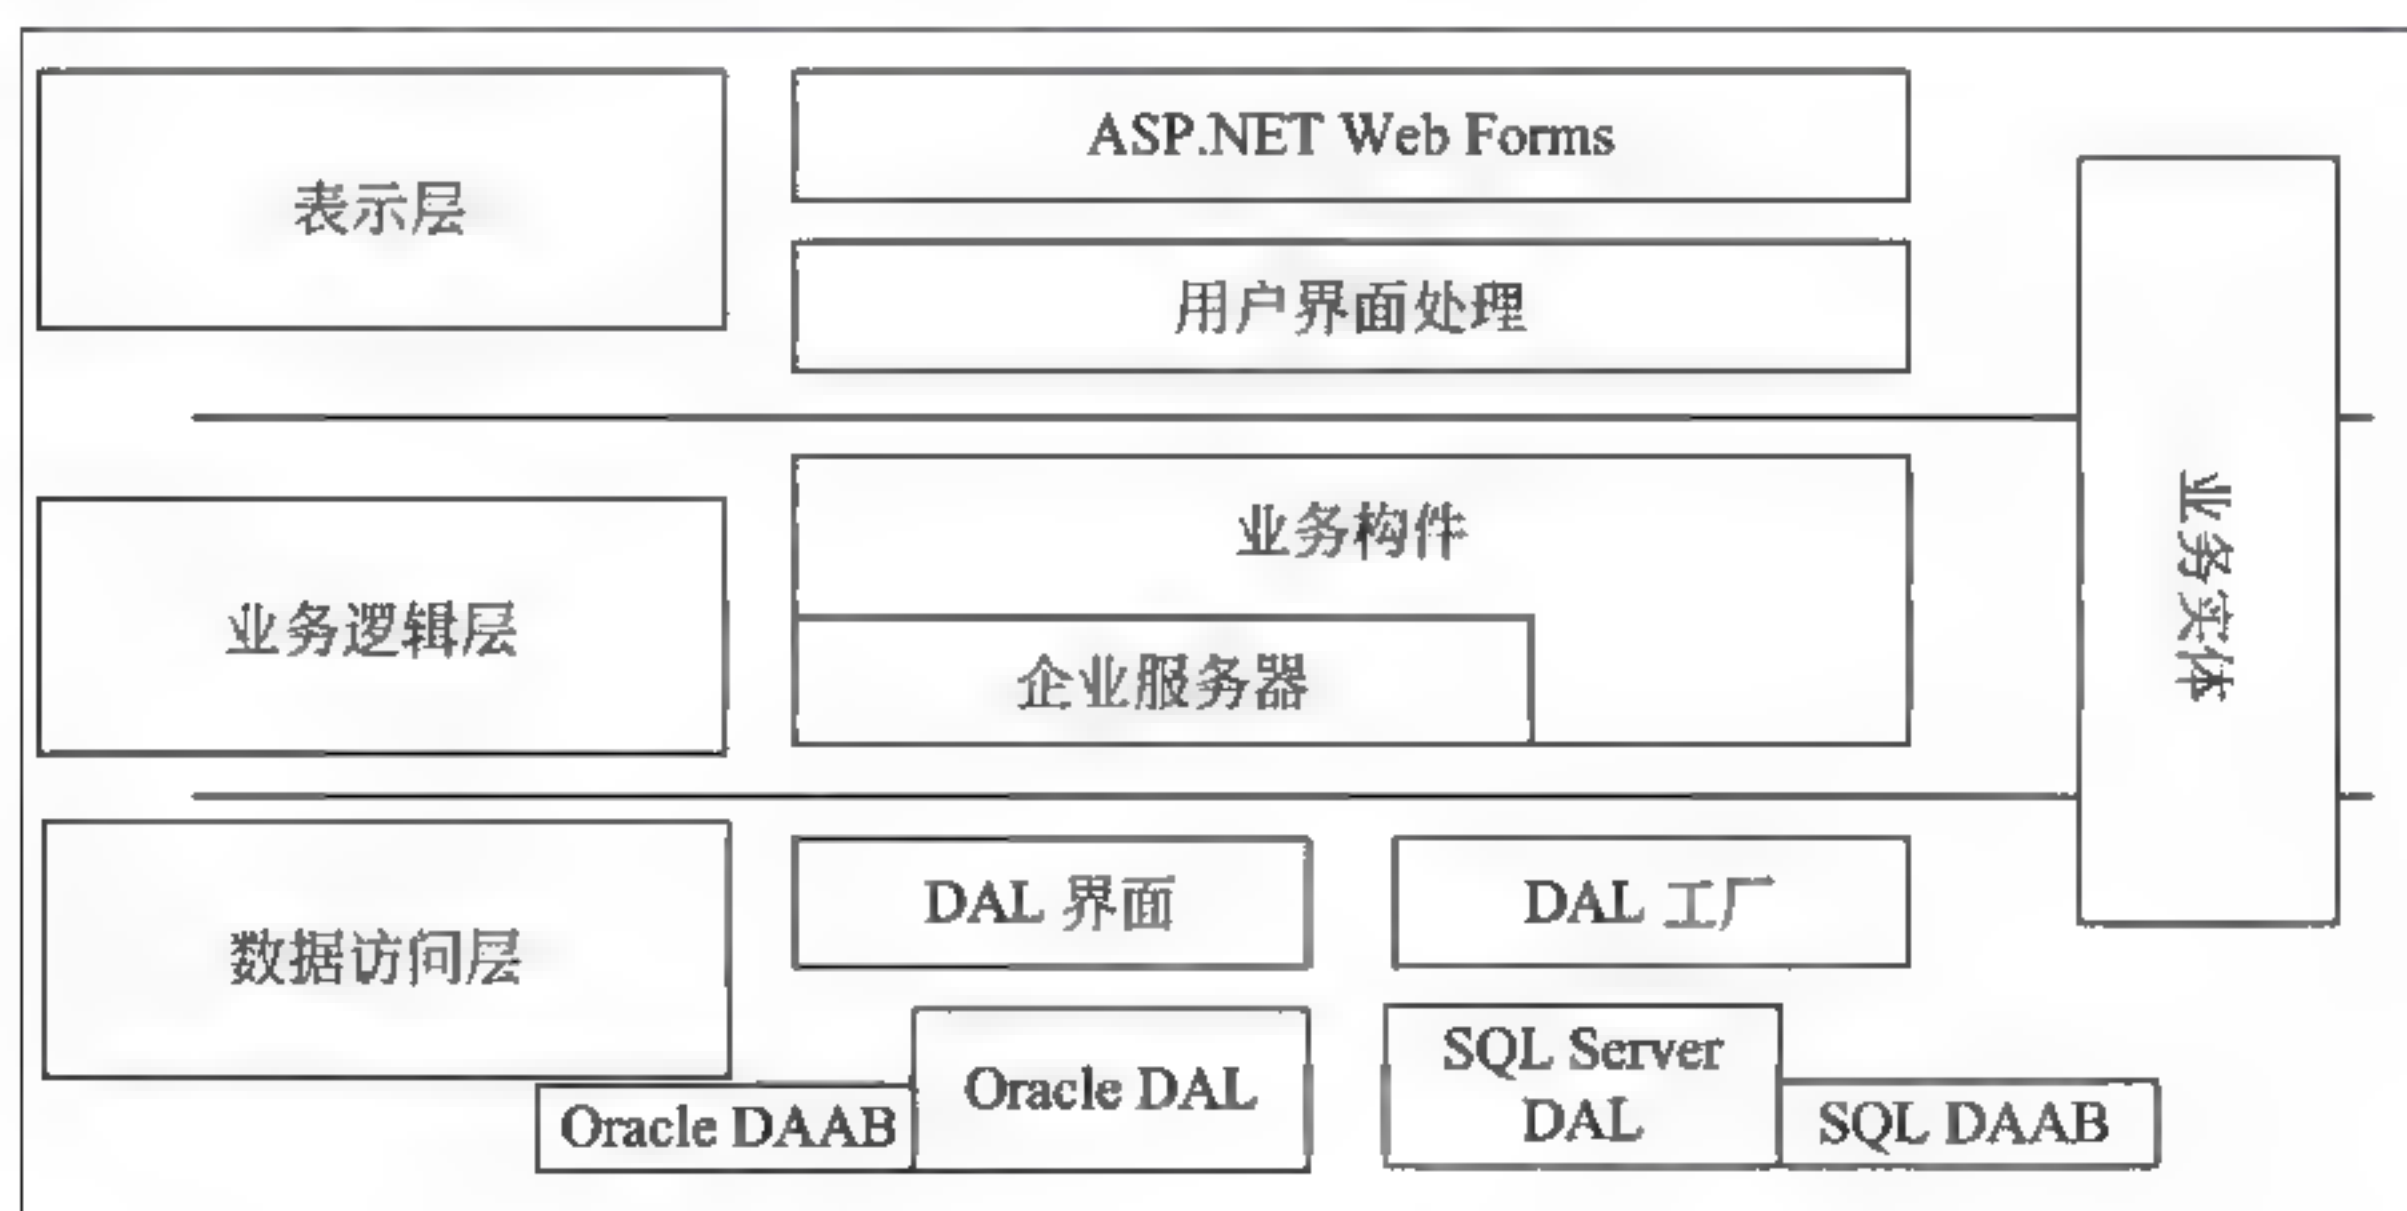 表示层
ASP.NET Web Forms
用户界面处理
业务逻辑层
业务构件
企业服务器
业务实体
数据访问层
DAL 界面
DAL 工厂
Oracle DAAB
Oracle DAL
SQL Server
DAL
SQL DAAB